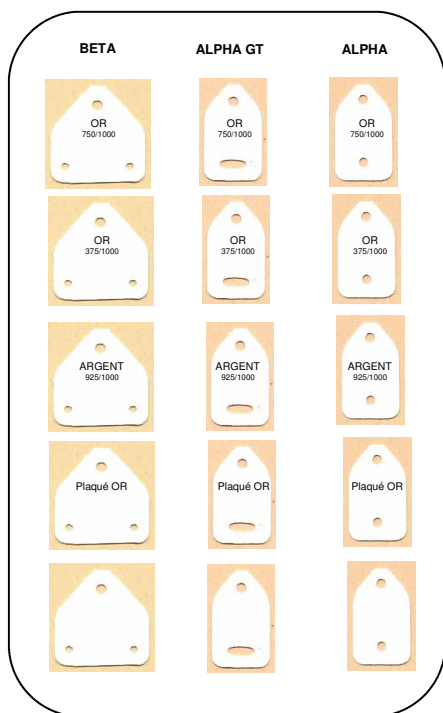 BETA ALPHA GT ALPHA
OR OR OR
750/1000 750/1000 750/1000
OR OR OR
375/1000 375/1000 375/1000
ARGENT ARGENT ARGENT
925/1000 925/1000 925/1000
Plaqué OR Plaqué OR Plaqué OR